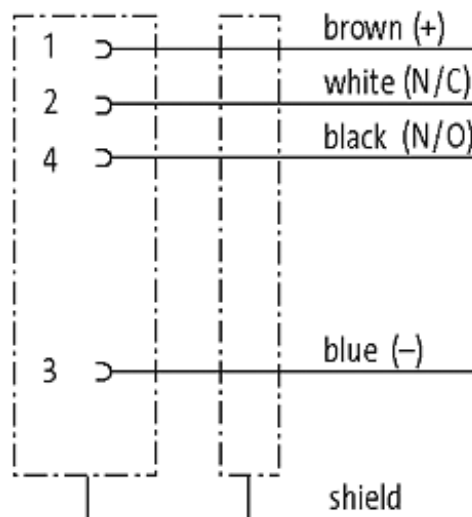 1 brown (+)
2 white (N/C)
4 black (N/O)
3 blue (–)
shield